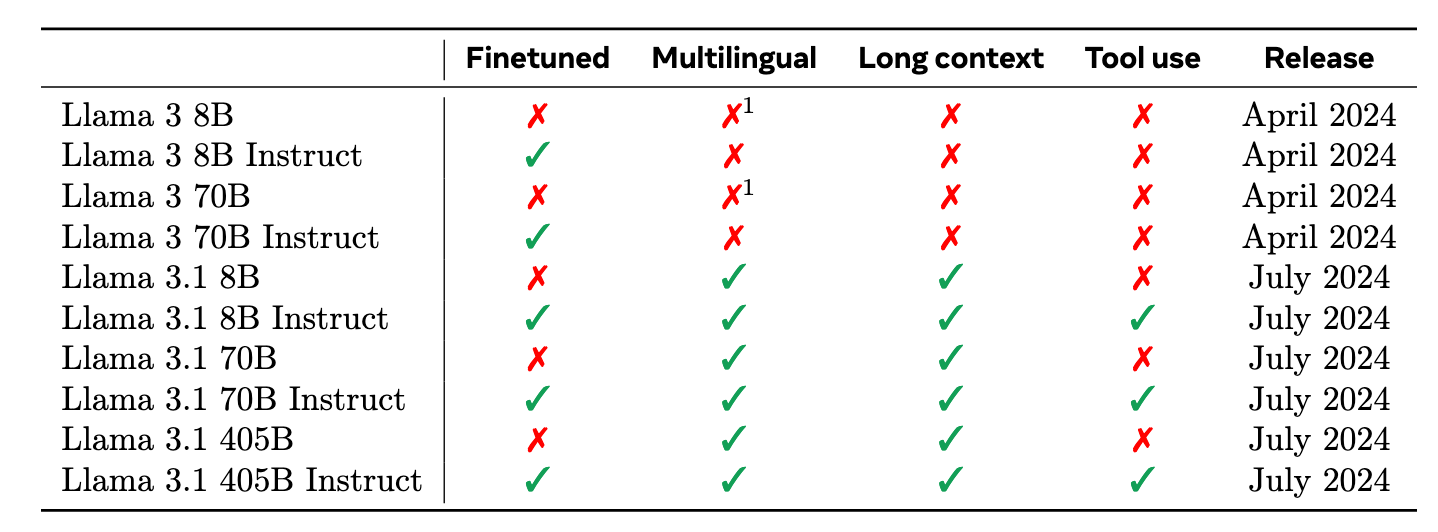 Finetuned Multilingual Long context Tool use Release
Llama 3 8B ✗ ✗¹ ✗ ✗ April 2024
Llama 3 8B Instruct ✓ ✗ ✗ ✗ April 2024
Llama 3 70B ✗ ✗¹ ✗ ✗ April 2024
Llama 3 70B Instruct ✓ ✗ ✗ ✗ April 2024
Llama 3.1 8B ✗ ✓ ✓ ✗ July 2024
Llama 3.1 8B Instruct ✓ ✓ ✓ ✓ July 2024
Llama 3.1 70B ✗ ✓ ✓ ✗ July 2024
Llama 3.1 70B Instruct ✓ ✓ ✓ ✓ July 2024
Llama 3.1 405B ✗ ✓ ✓ ✗ July 2024
Llama 3.1 405B Instruct ✓ ✓ ✓ ✓ July 2024